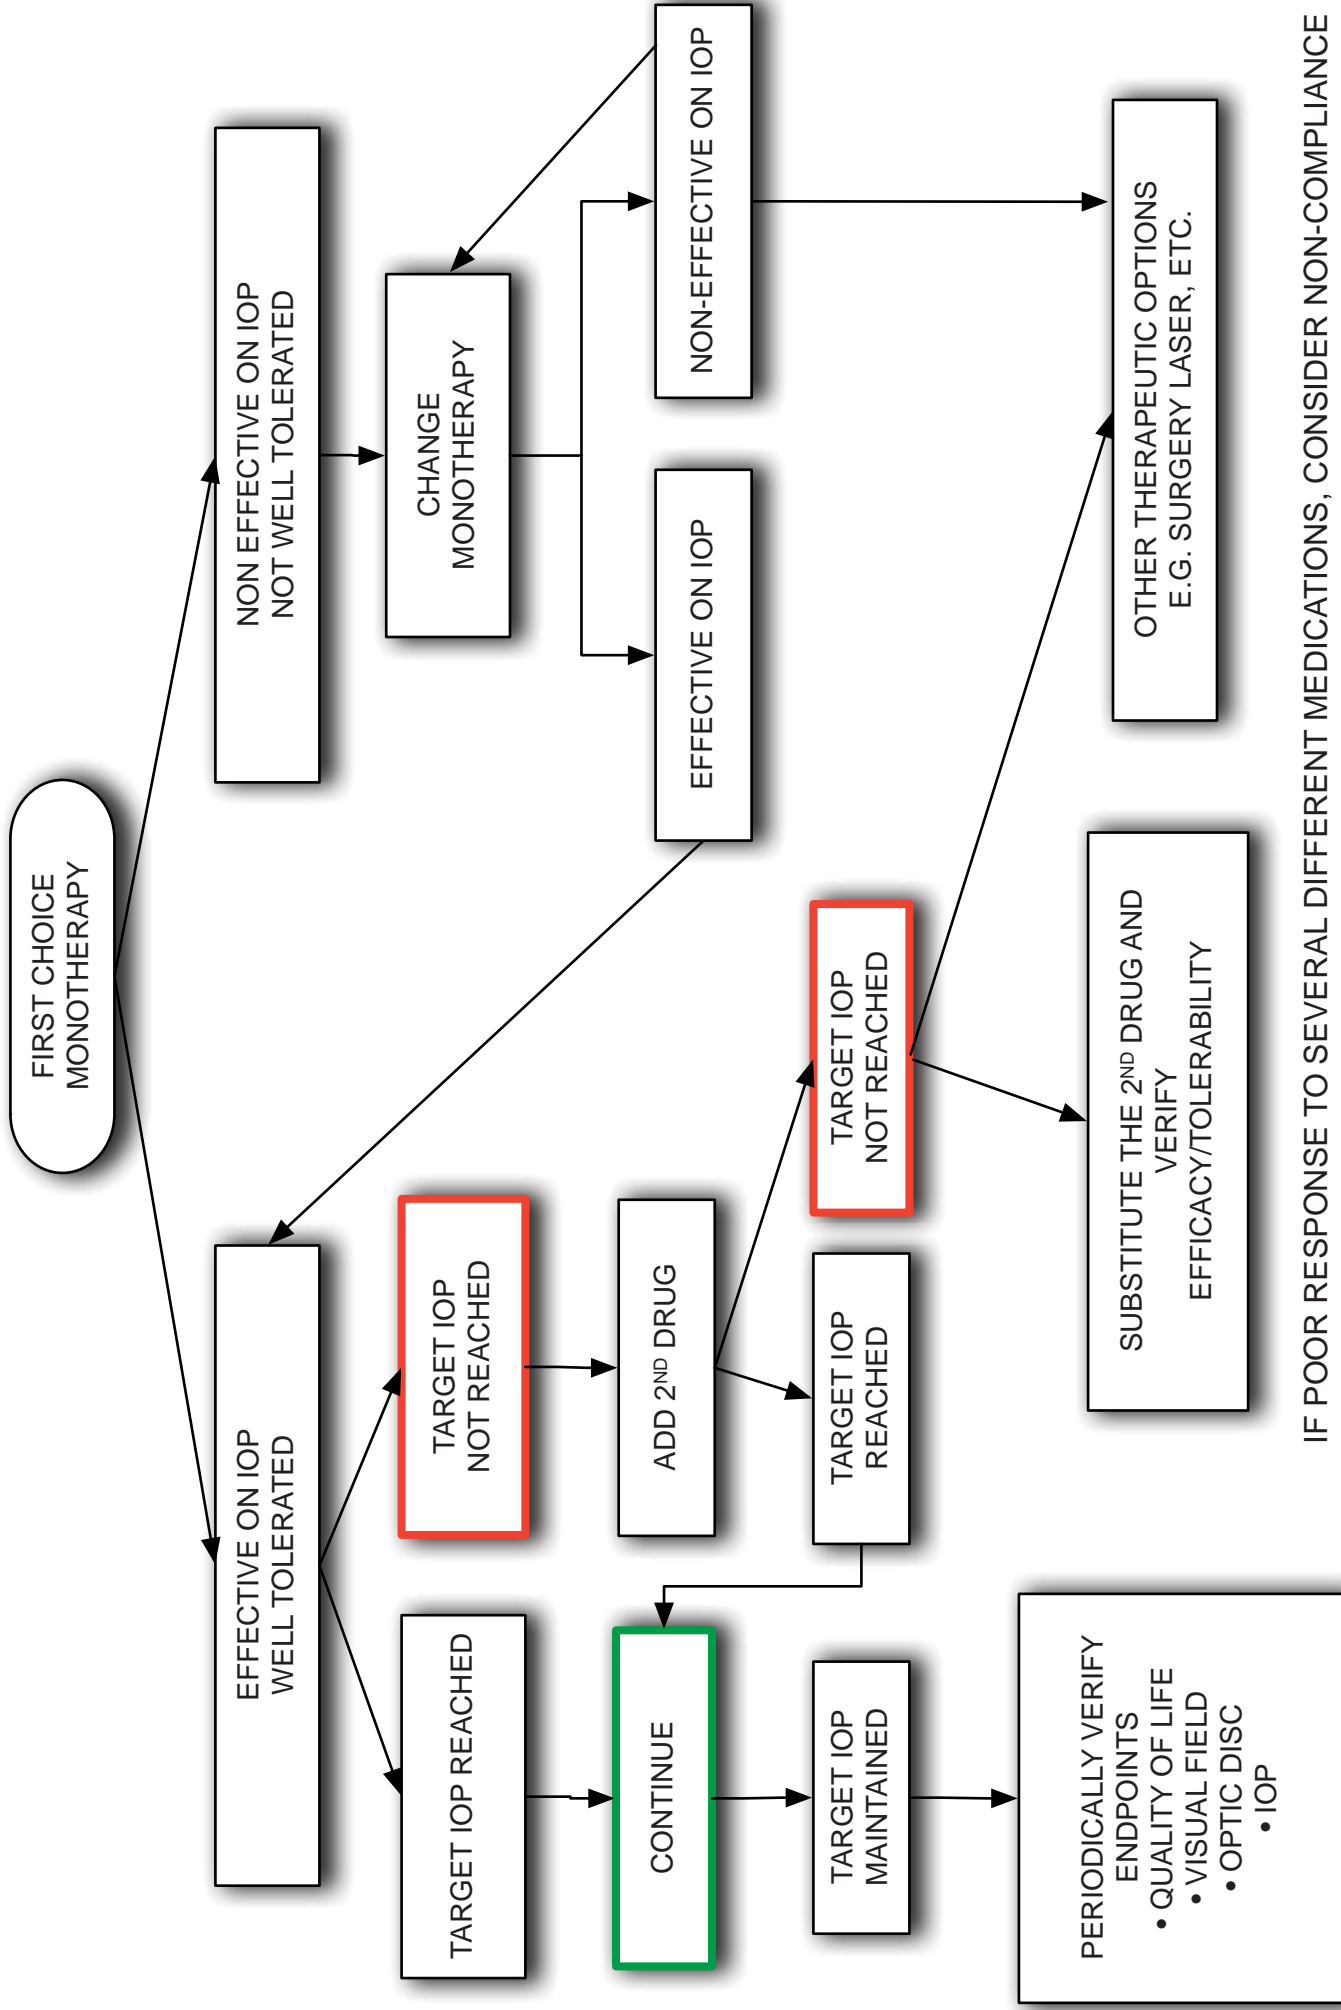 FIRST CHOICE
MONOTHERAPY
EFFECTIVE ON IOP
WELL TOLERATED
NON EFFECTIVE ON IOP
NOT WELL TOLERATED
TARGET IOP REACHED
TARGET IOP
NOT REACHED
CHANGE
MONOTHERAPY
CONTINUE
ADD 2ND DRUG
EFFECTIVE ON IOP
NON-EFFECTIVE ON IOP
TARGET IOP
MAINTAINED
TARGET IOP
REACHED
TARGET IOP
NOT REACHED
PERIODICALLY VERIFY
ENDPOINTS
• QUALITY OF LIFE
• VISUAL FIELD
• OPTIC DISC
• IOP
SUBSTITUTE THE 2ND DRUG AND
VERIFY
EFFICACY/TOLERABILITY
OTHER THERAPEUTIC OPTIONS
E.G. SURGERY LASER, ETC.
IF POOR RESPONSE TO SEVERAL DIFFERENT MEDICATIONS, CONSIDER NON-COMPLIANCE